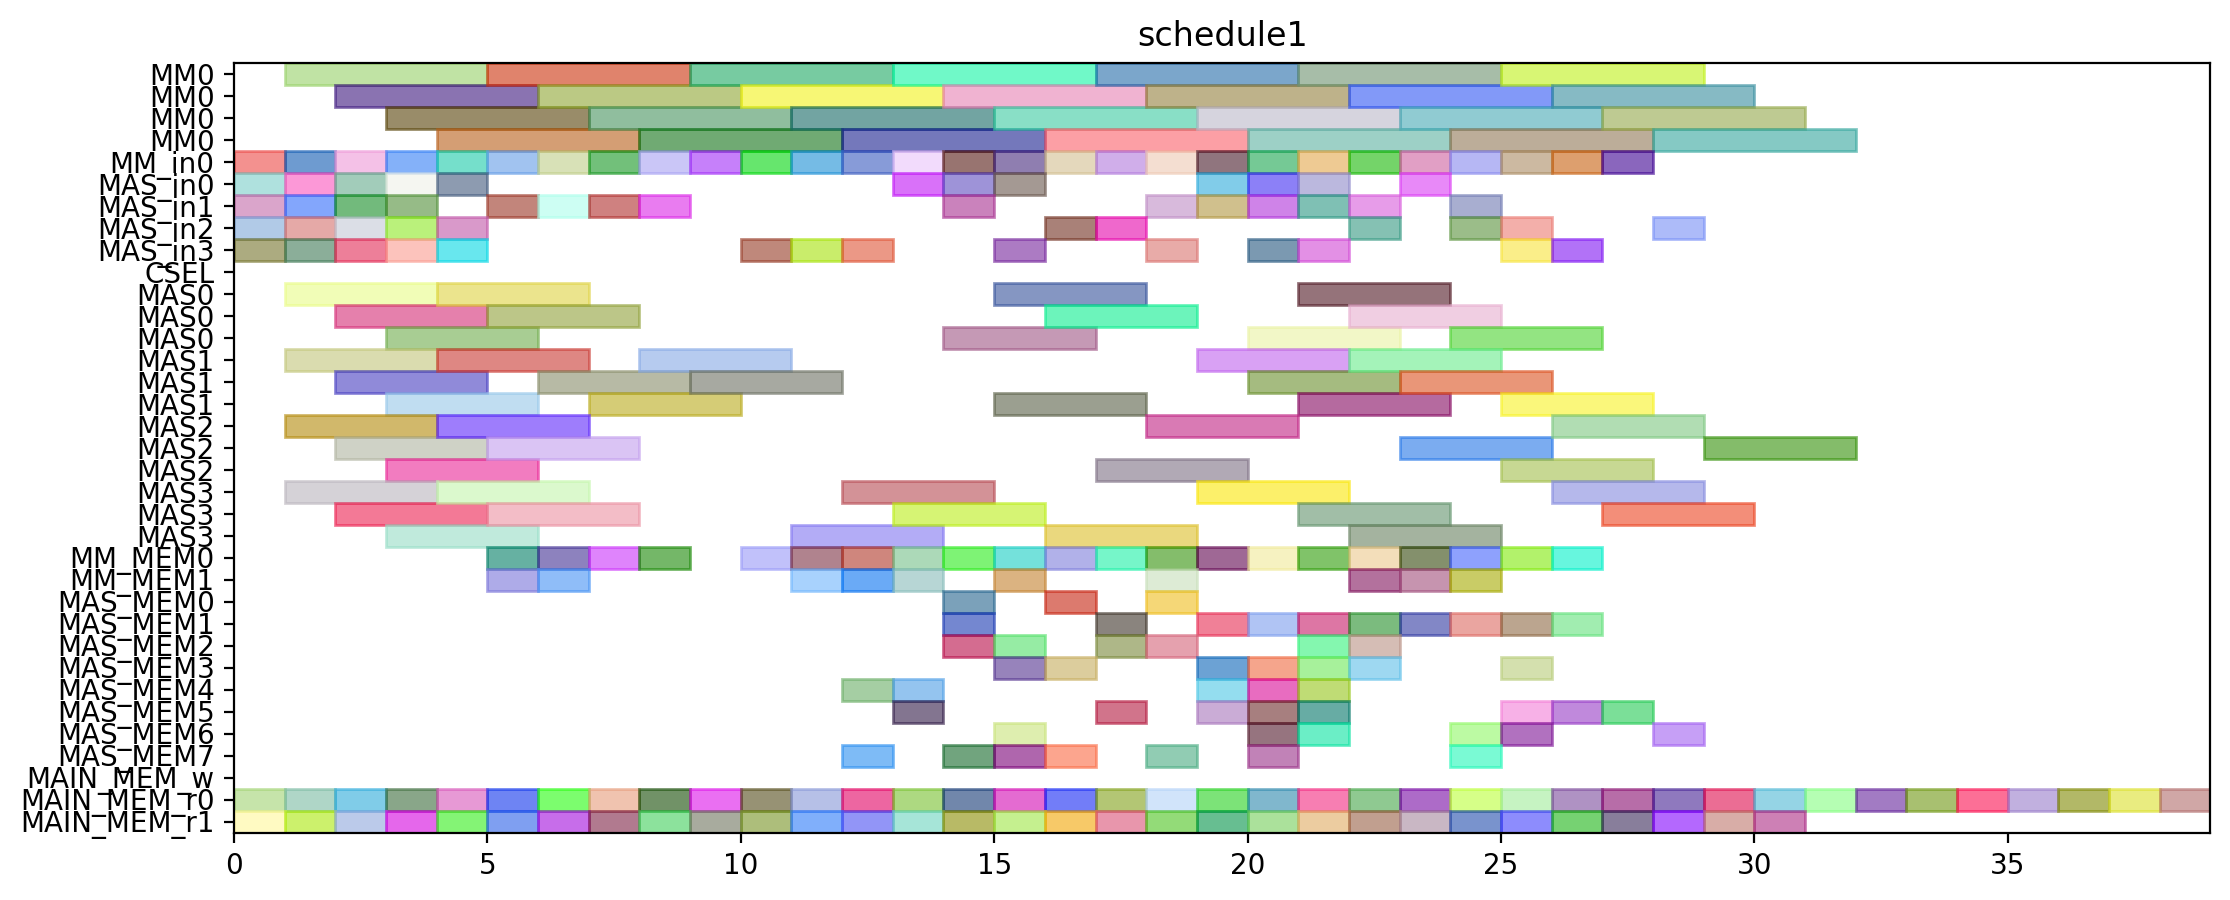 schedule1
MM0
MM0
MM0
MM0
MM_in0
MAS_in0
MAS_in1
MAS_in2
MAS_in3
CSEL
MAS0
MAS0
MAS0
MAS1
MAS1
MAS1
MAS2
MAS2
MAS2
MAS3
MAS3
MAS3
MM_MEM0
MM_MEM1
MAS_MEM0
MAS_MEM1
MAS_MEM2
MAS_MEM3
MAS_MEM4
MAS_MEM5
MAS_MEM6
MAS_MEM7
MAIN_MEM_w
MAIN_MEM_r0
MAIN_MEM_r1
0 5 10 15 20 25 30 35